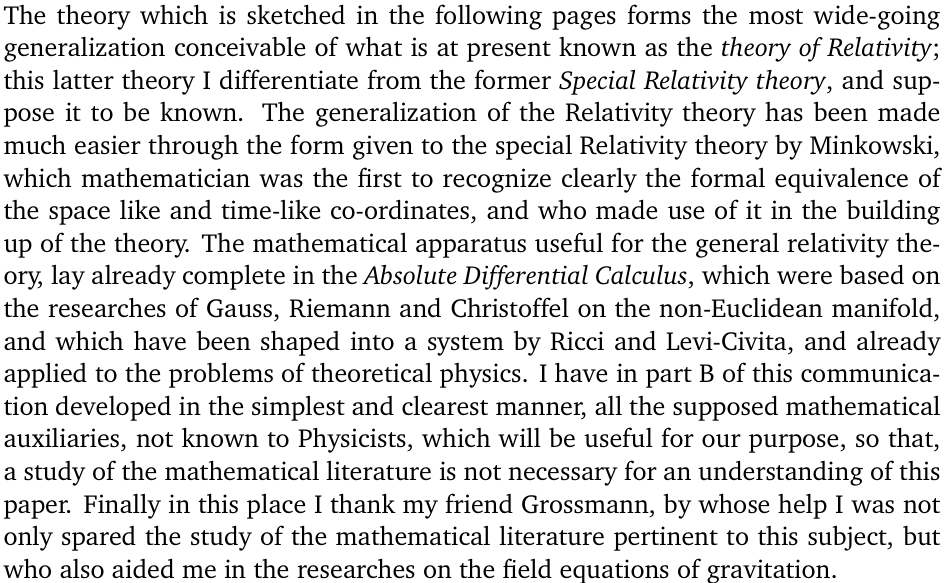 The theory which is sketched in the following pages forms the most wide-going
generalization conceivable of what is at present known as the theory of Relativity;
this latter theory I differentiate from the former Special Relativity theory, and sup-
pose it to be known. The generalization of the Relativity theory has been made
much easier through the form given to the special Relativity theory by Minkowski,
which mathematician was the first to recognize clearly the formal equivalence of
the space like and time-like co-ordinates, and who made use of it in the building
up of the theory. The mathematical apparatus useful for the general relativity the-
ory, lay already complete in the Absolute Differential Calculus, which were based on
the researches of Gauss, Riemann and Christoffel on the non-Euclidean manifold,
and which have been shaped into a system by Ricci and Levi-Civita, and already
applied to the problems of theoretical physics. I have in part B of this communica-
tion developed in the simplest and clearest manner, all the supposed mathematical
auxiliaries, not known to Physicists, which will be useful for our purpose, so that,
a study of the mathematical literature is not necessary for an understanding of this
paper. Finally in this place I thank my friend Grossmann, by whose help I was not
only spared the study of the mathematical literature pertinent to this subject, but
who also aided me in the researches on the field equations of gravitation.